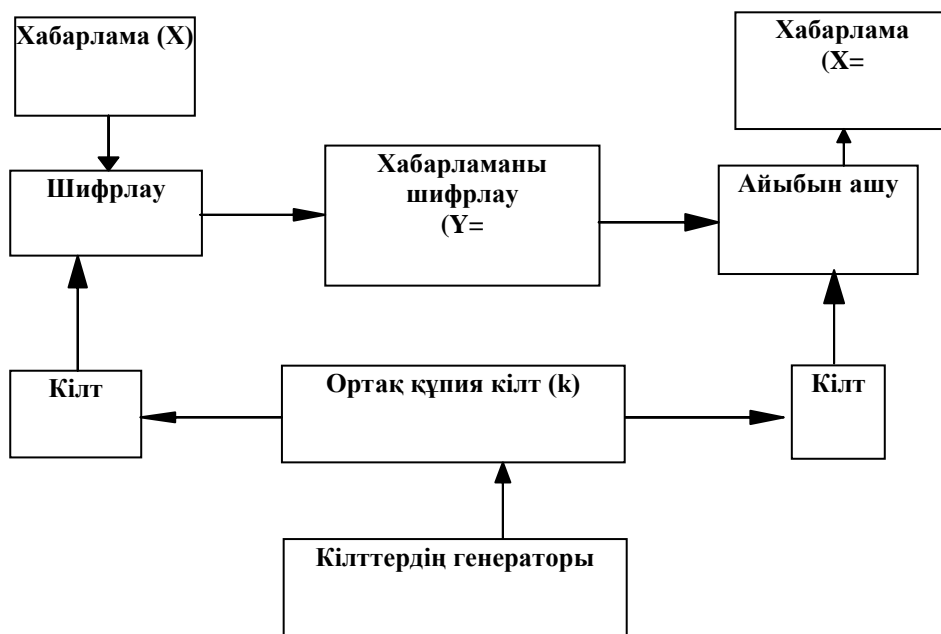 Хабарлама (X)
Хабарлама
(X=
Шифрлау
Хабарламаны
шифрлау
(Y=
Айыбын ашу
Кілт
Ортақ құпия кілт (k)
Кілт
Кілттердің генераторы